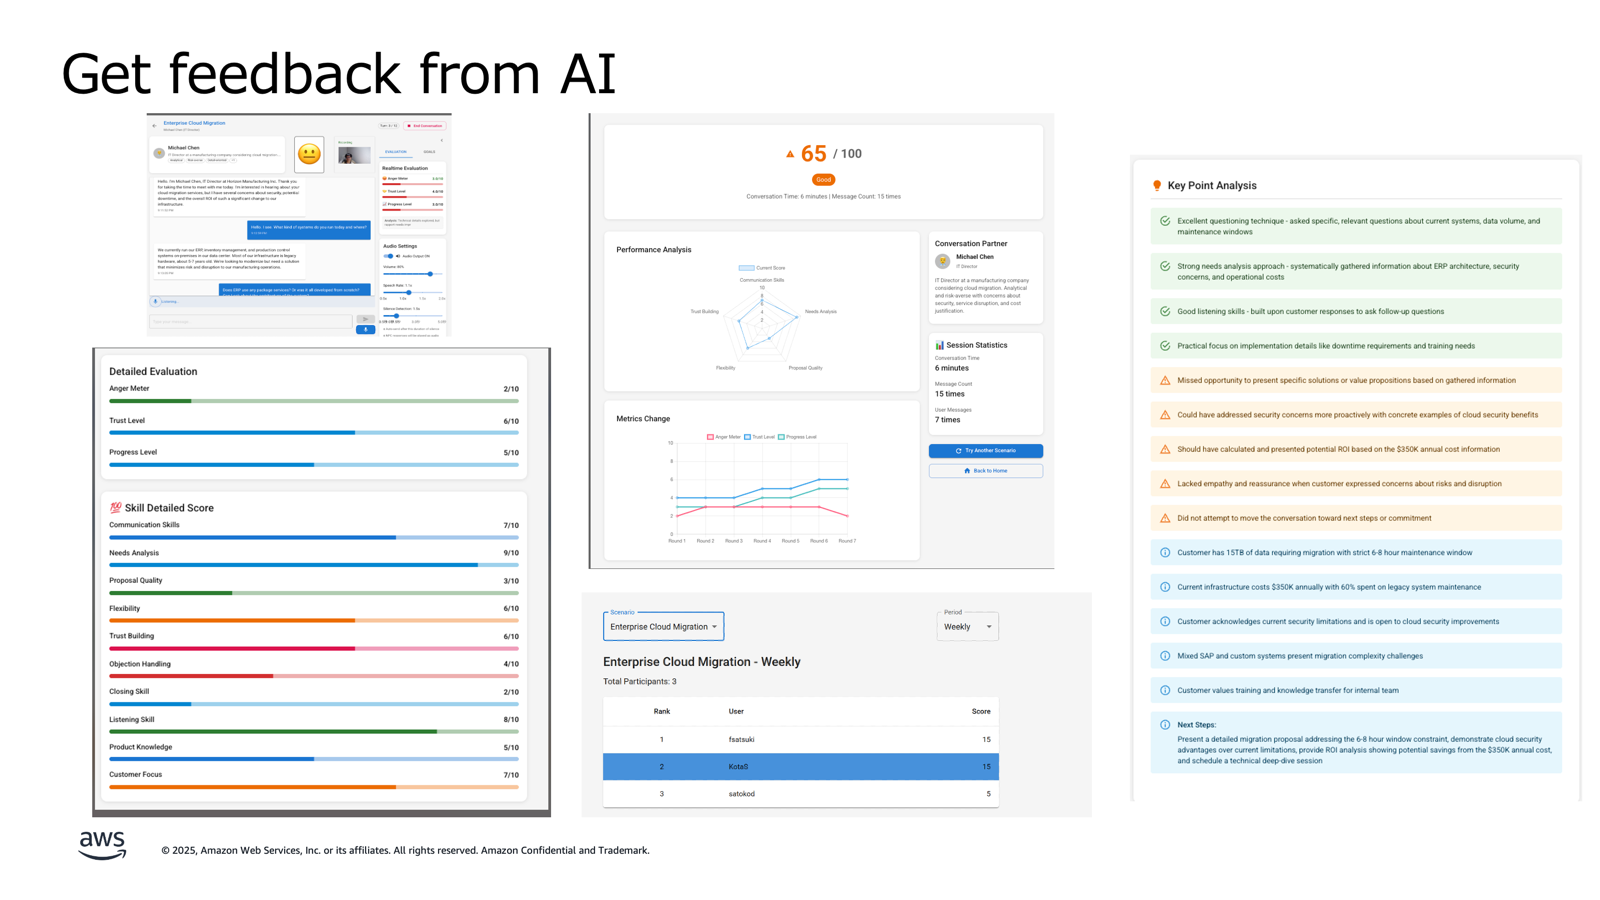 Get feedback from AI
Enterprise Cloud Migration
End Conversation
Michael Chen
Hello. I'm Michael Chen, IT Director at Horizon Manufacturing Inc. Thank you
for taking the time to meet with me today. I'm interested in hearing about your
cloud migration services, but I have several concerns about security, potential
downtime, and the overall ROI of such a significant change to our
infrastructure.
Hello. I see. What kind of systems do you use today and where?
We currently run our ERP, inventory management, and production control
systems on premises in our data center. Most of our infrastructure is legacy
hardware, about 5-7 years old. We're looking to modernize but need a solution
that minimizes risk and disruption to our manufacturing operations.
EVALUATION
GOALS
Realtime Evaluation
Anger Meter
Trust Level
Progress Level
Audio Settings
Audio Output ON
Volume: 80%
Speech Rate: 1.1x
Detailed Evaluation
Anger Meter 2/10
Trust Level 6/10
Progress Level 5/10
💯 Skill Detailed Score
Communication Skills 7/10
Needs Analysis 9/10
Proposal Quality 3/10
Flexibility 6/10
Trust Building 6/10
Objection Handling 4/10
Closing Skill 2/10
Listening Skill 8/10
Product Knowledge 5/10
Customer Focus 7/10
65 / 100
Good
Conversation Time: 6 minutes | Message Count: 15 times
Performance Analysis
Current Score
Communication Skills
10
8
6
4
2
Trust Building
Needs Analysis
Flexibility
Proposal Quality
Metrics Change
Anger Meter Trust Level Progress Level
10
8
6
4
2
0
Round 1 Round 2 Round 3 Round 4 Round 5 Round 6 Round 7
Conversation Partner
Michael Chen
IT Director
IT Director at a manufacturing company
considering cloud migration. Analytical
and risk-averse with concerns about
security, service disruption, and cost
justification.
Session Statistics
Conversation Time
6 minutes
Message Count
15 times
User Messages
7 times
Try Another Scenario
Back to Home
Scenario
Enterprise Cloud Migration
Period
Weekly
Enterprise Cloud Migration - Weekly
Total Participants: 3
Rank User Score
1 fsatsuki 15
2 KotaS 15
3 satokod 5
Key Point Analysis
Excellent questioning technique - asked specific, relevant questions about current systems, data volume, and
maintenance windows
Strong needs analysis approach - systematically gathered information about ERP architecture, security
concerns, and operational costs
Good listening skills - built upon customer responses to ask follow-up questions
Practical focus on implementation details like downtime requirements and training needs
Missed opportunity to present specific solutions or value propositions based on gathered information
Could have addressed security concerns more proactively with concrete examples of cloud security benefits
Should have calculated and presented potential ROI based on the $350K annual cost information
Lacked empathy and reassurance when customer expressed concerns about risks and disruption
Did not attempt to move the conversation toward next steps or commitment
Customer has 15TB of data requiring migration with strict 6-8 hour maintenance window
Current infrastructure costs $350K annually with 60% spent on legacy system maintenance
Customer acknowledges current security limitations and is open to cloud security improvements
Mixed SAP and custom systems present migration complexity challenges
Customer values training and knowledge transfer for internal team
Next Steps:
Present a detailed migration proposal addressing the 6-8 hour window constraint, demonstrate cloud security
advantages over current limitations, provide ROI analysis showing potential savings from the $350K annual cost,
and schedule a technical deep-dive session
aws
© 2025, Amazon Web Services, Inc. or its affiliates. All rights reserved. Amazon Confidential and Trademark.